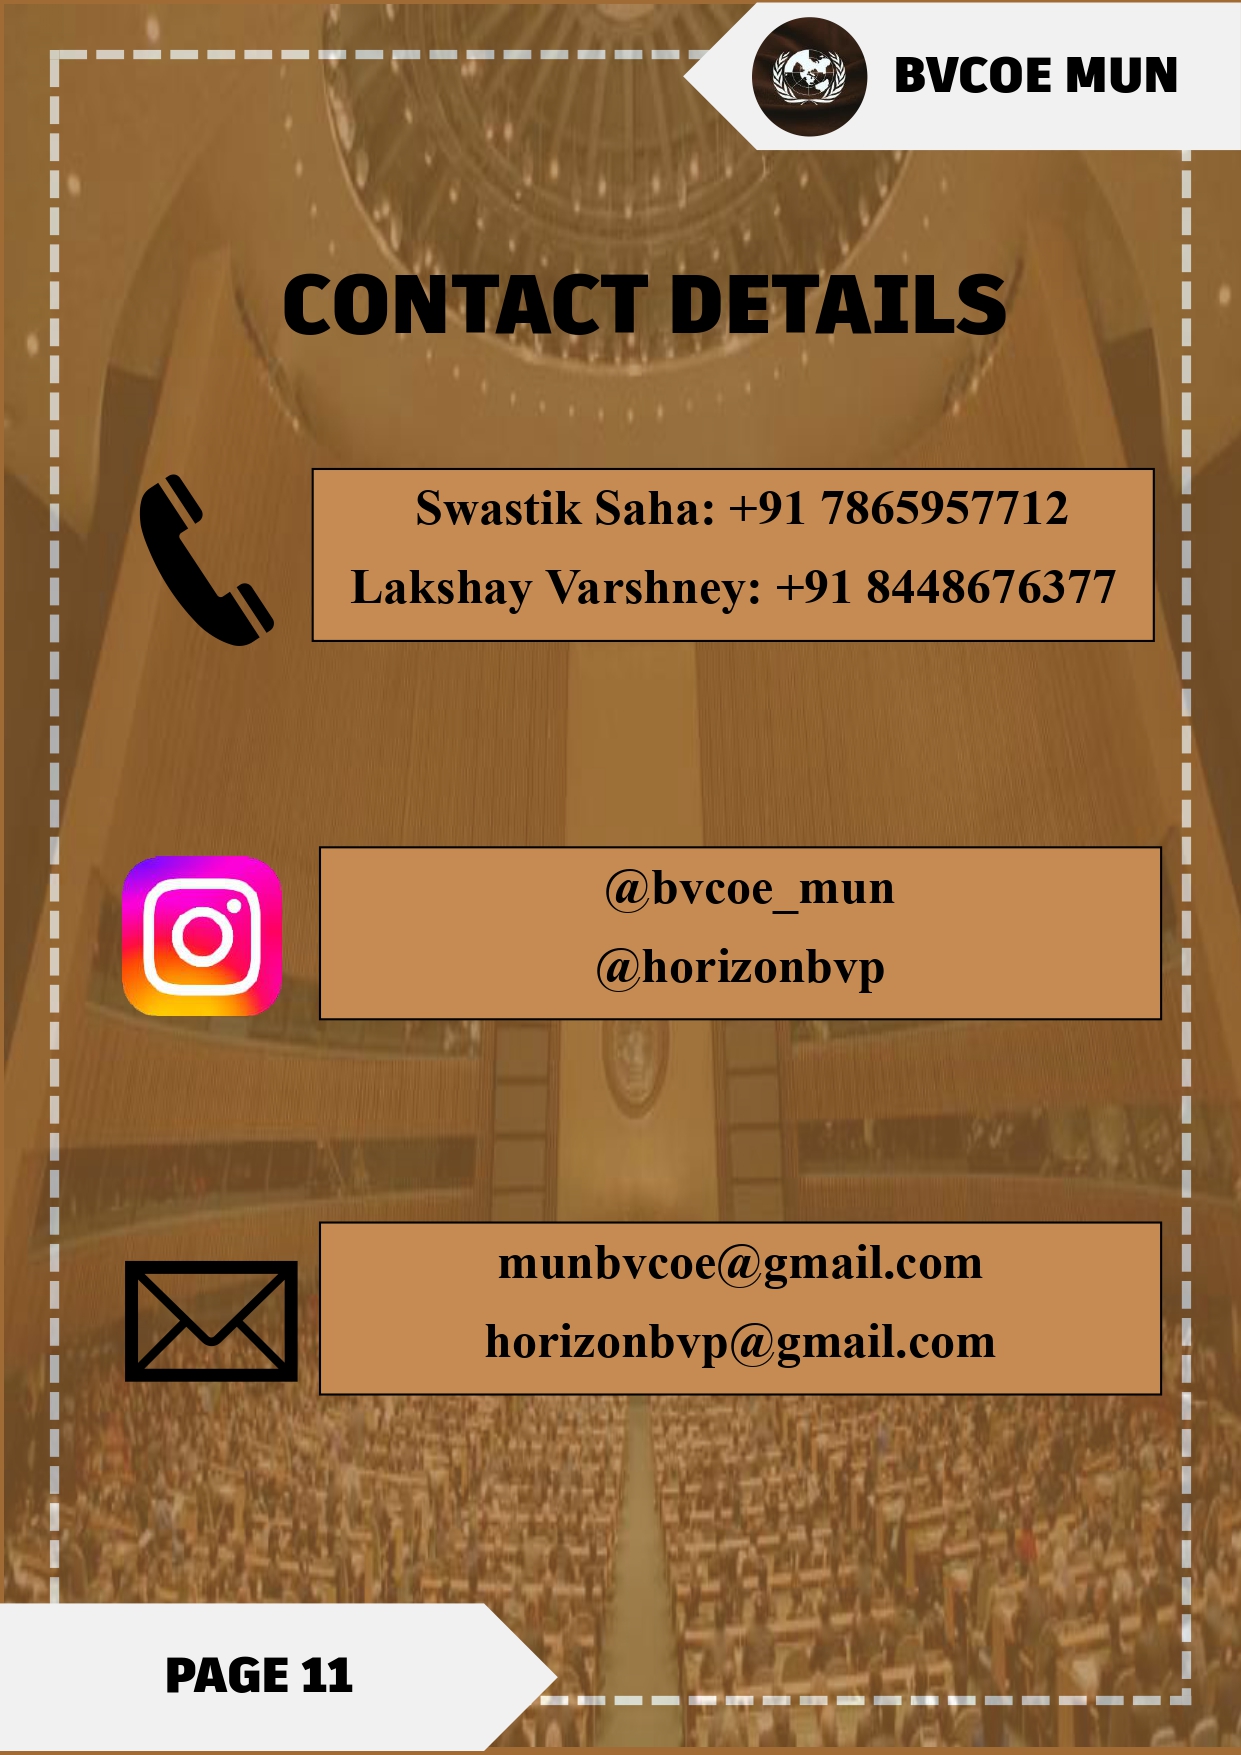 BVCOE MUN
CONTACT DETAILS
Swastik Saha: +91 7865957712
Lakshay Varshney: +91 8448676377
@bvcoe_mun
@horizonbvp
munbvcoe@gmail.com
horizonbvp@gmail.com
PAGE 11